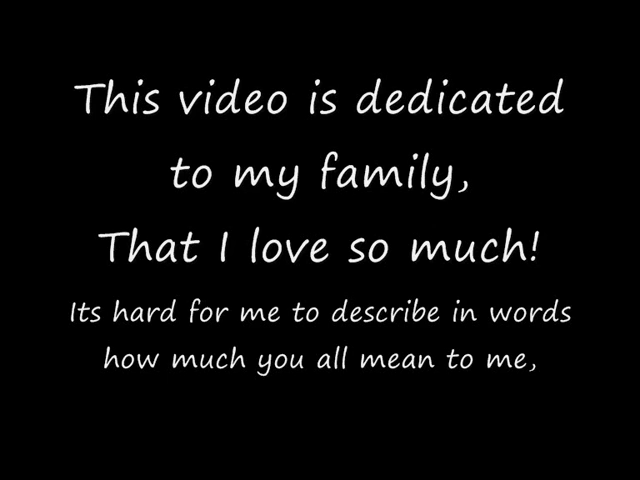 This video is dedicated
to my family,
That I love so much!
Its hard for me to describe in words
how much you all mean to me,